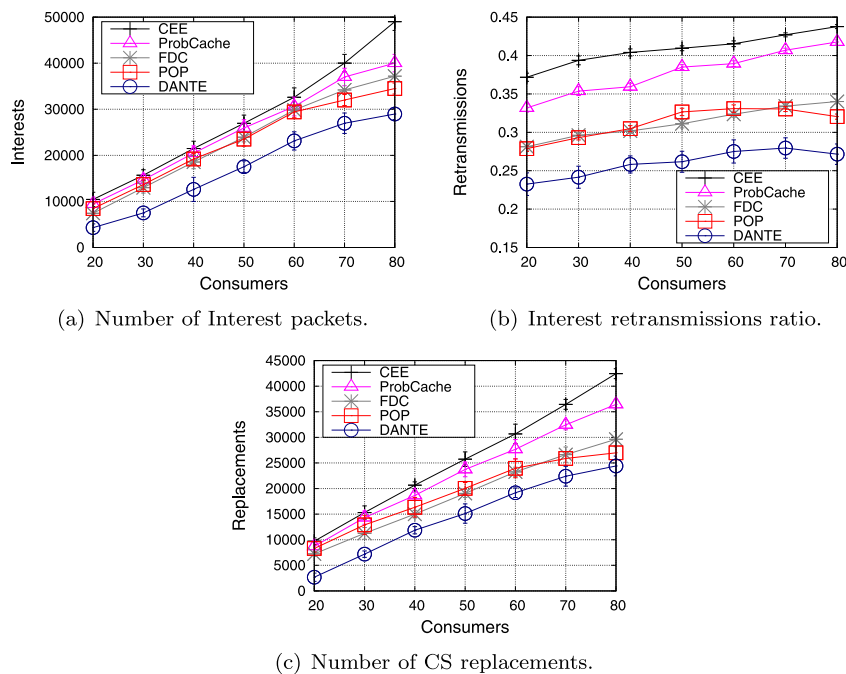 50000
40000
30000
20000
10000
0
Interests
CEE
ProbCache
FDC
POP
DANTE
20 30 40 50 60 70 80
Consumers
(a) Number of Interest packets.
0.45
0.4
0.35
0.3
0.25
0.2
0.15
Retransmissions
CEE
ProbCache
FDC
POP
DANTE
20 30 40 50 60 70 80
Consumers
(b) Interest retransmissions ratio.
45000
40000
35000
30000
25000
20000
15000
10000
5000
0
Replacements
CEE
ProbCache
FDC
POP
DANTE
20 30 40 50 60 70 80
Consumers
(c) Number of CS replacements.